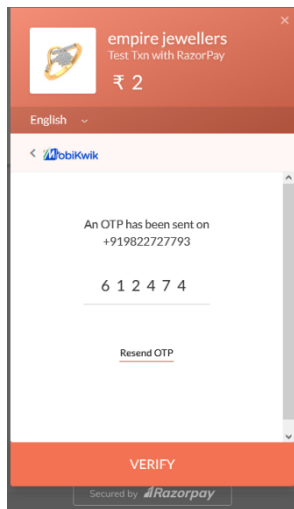 empire jewellers
Test Txn with RazorPay
₹ 2
English
MobiKwik
An OTP has been sent on
+919822727793
6 1 2 4 7 4
Resend OTP
VERIFY
Secured by Razorpay